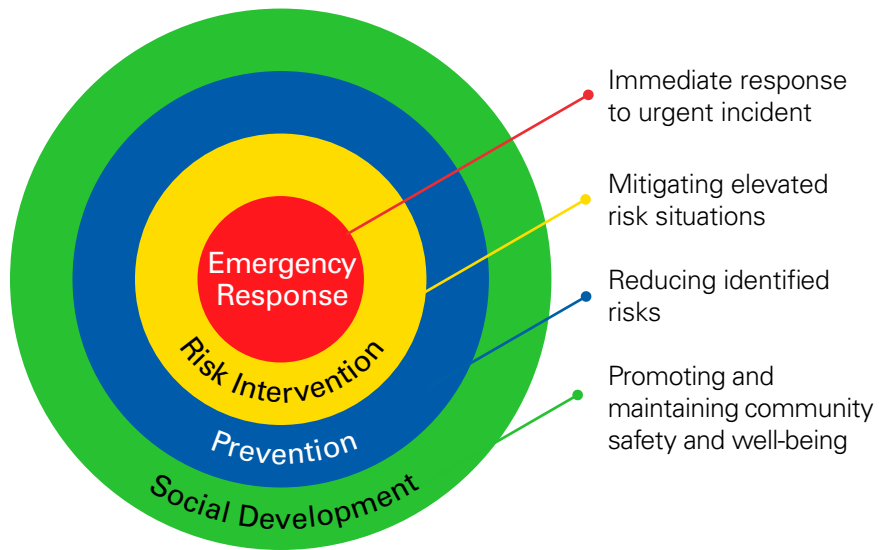 Emergency
Response
Risk Intervention
Prevention
Social Development
Immediate response
to urgent incident
Mitigating elevated
risk situations
Reducing identified
risks
Promoting and
maintaining community
safety and well-being